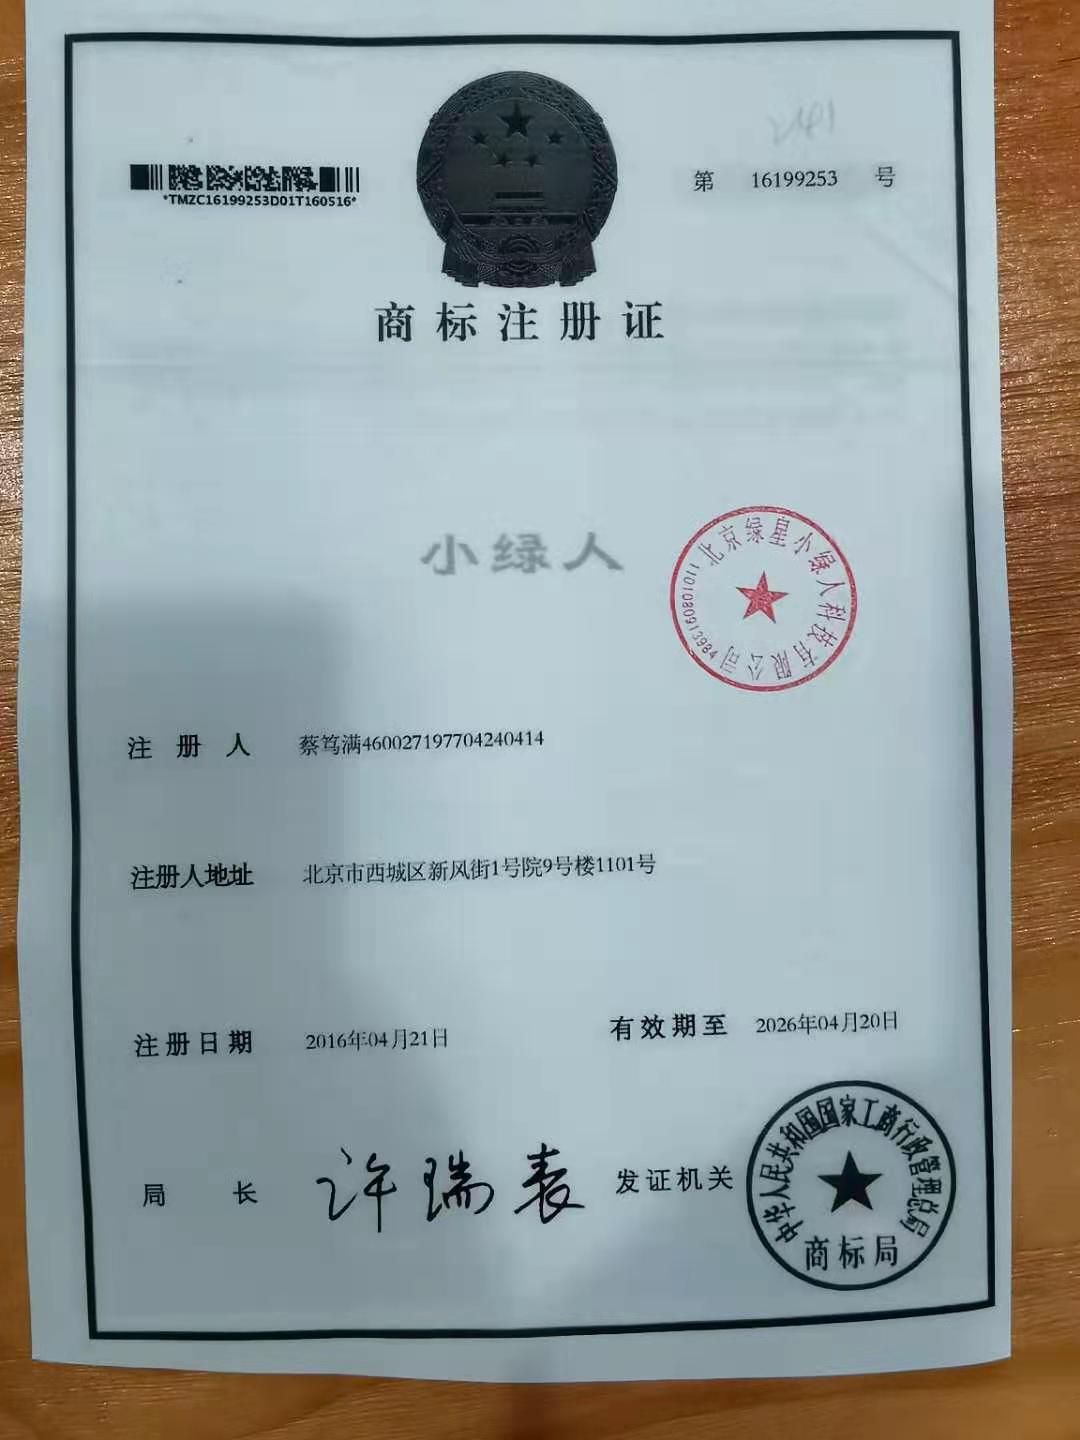 *TMZC16199253D01T160516*
第 16199253 号
商标注册证
小绿人
北京绿星小绿人科技有限公司
1101080913984
注册人 蔡笃满460027197704240414
注册人地址 北京市西城区新风街1号院9号楼1101号
注册日期 2016年04月21日 有效期至 2026年04月20日
局长 许瑞表 发证机关
中华人民共和国国家工商行政管理总局
商标局